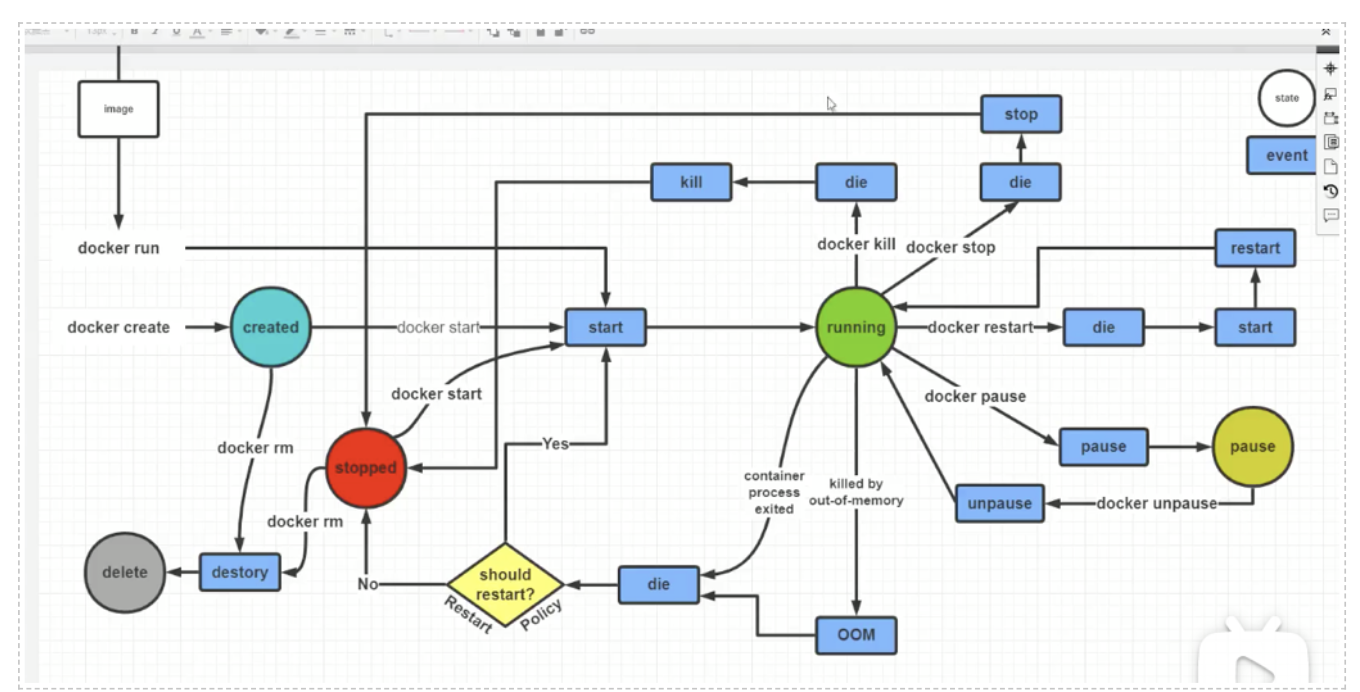 image
state
stop
event
kill
die
die
docker run
docker kill
docker stop
restart
docker create
created
docker start
start
running
docker restart
die
start
docker start
docker pause
docker rm
stopped
Yes
pause
pause
container
process
exited
killed by
out-of-memory
unpause
docker unpause
docker rm
delete
destory
No
should
restart?
Restart
Policy
die
OOM